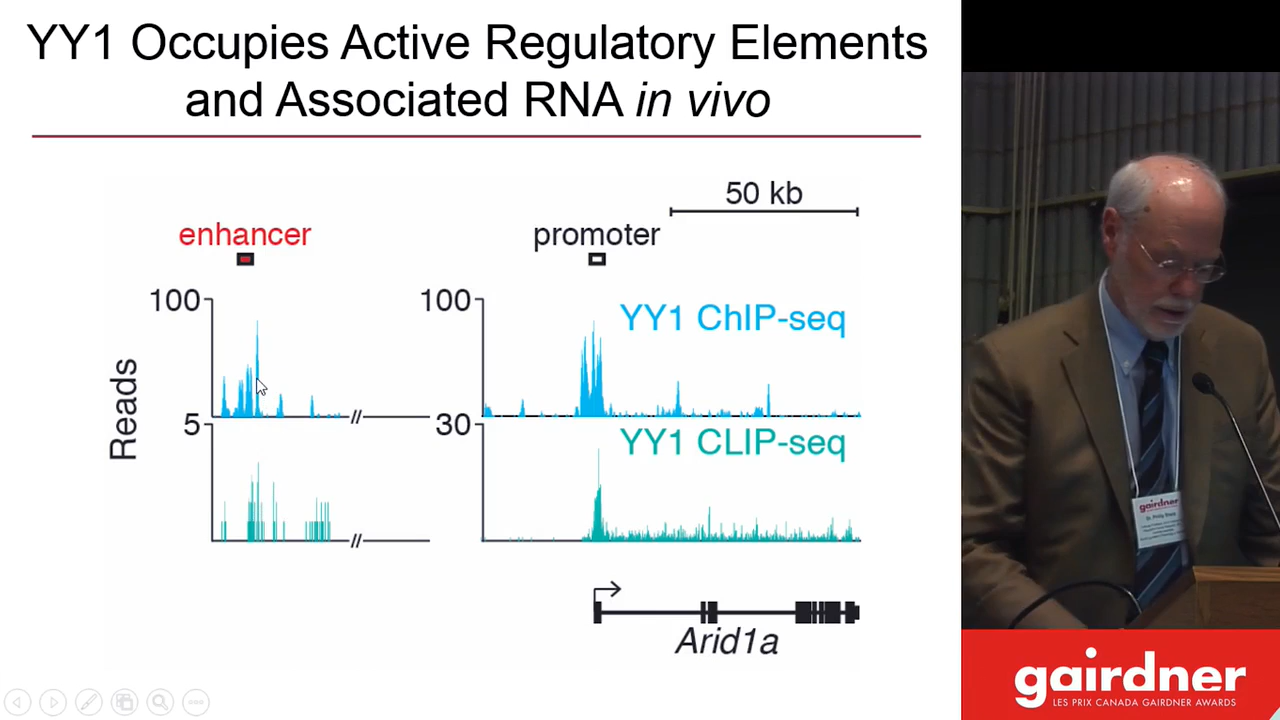 YY1 Occupies Active Regulatory Elements
and Associated RNA in vivo
50 kb
enhancer
promoter
100
100
YY1 ChIP-seq
Reads
5
30
YY1 CLIP-seq
//
//
Arid1a
gairdner
gairdner
LES PRIX CANADA GAIRDNER AWARDS